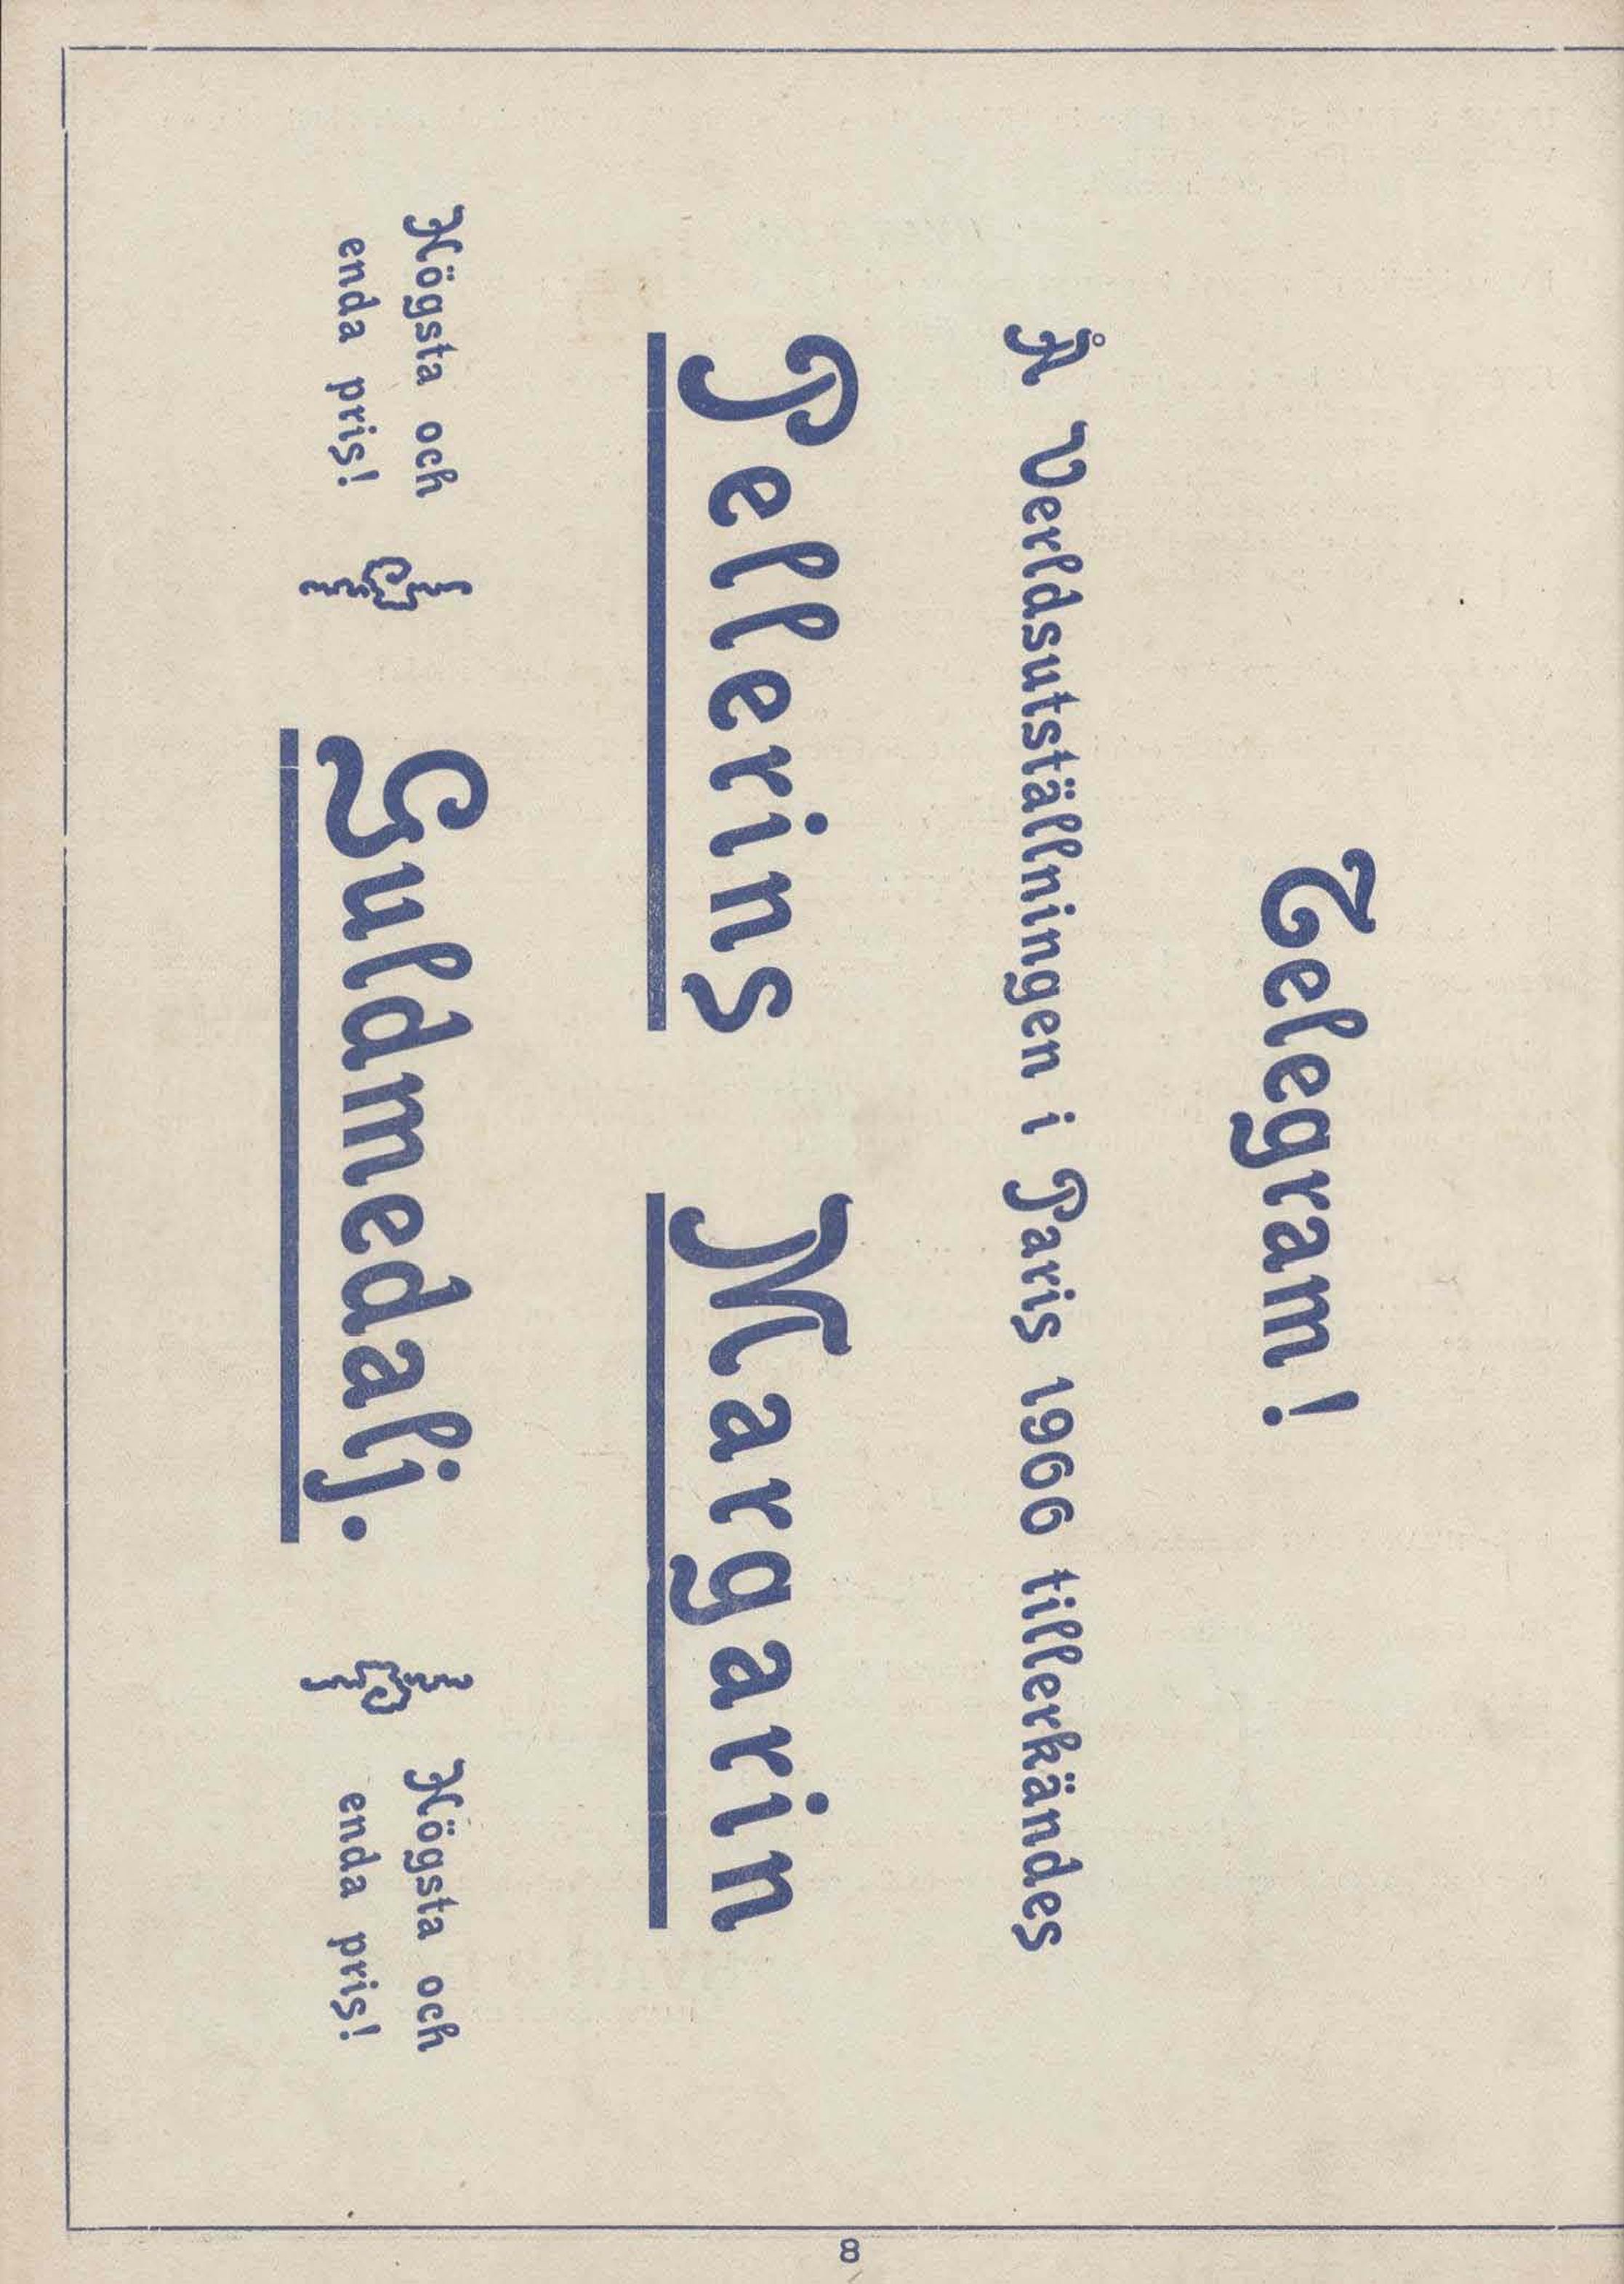 Telegram!
Å Verldsutställningen i Paris 1900 tillerkändes
Pellerins Margarin
Högsta och
enda pris!
Guldmedalj.
Högsta och
enda pris!
8